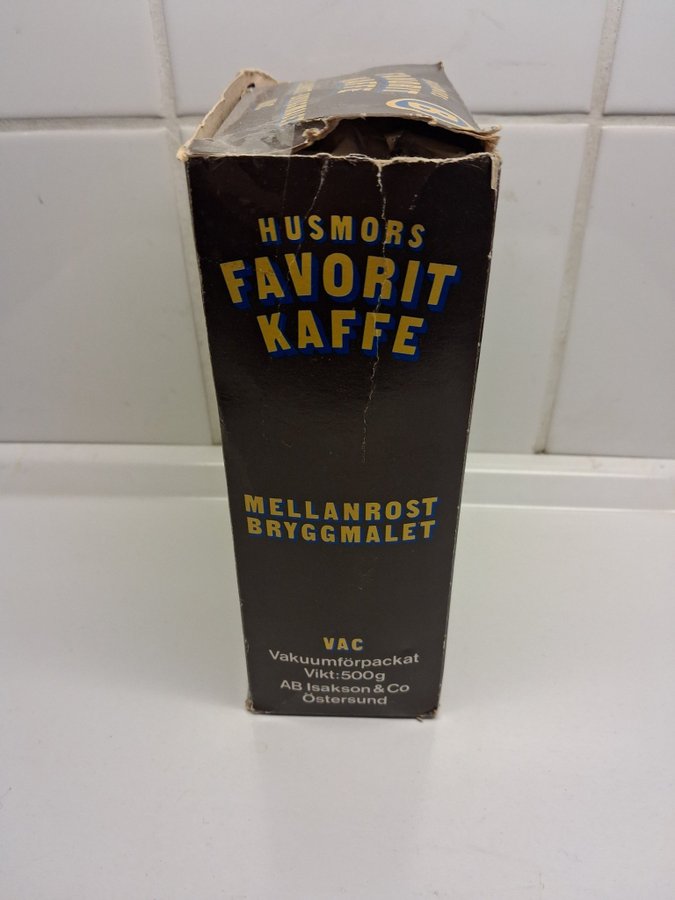 HUSMORS
FAVORIT
KAFFE
MELLANROST
BRYGGMALET
VAC
Vakuumförpackat
Vikt:500g
AB Isakson & Co
Östersund